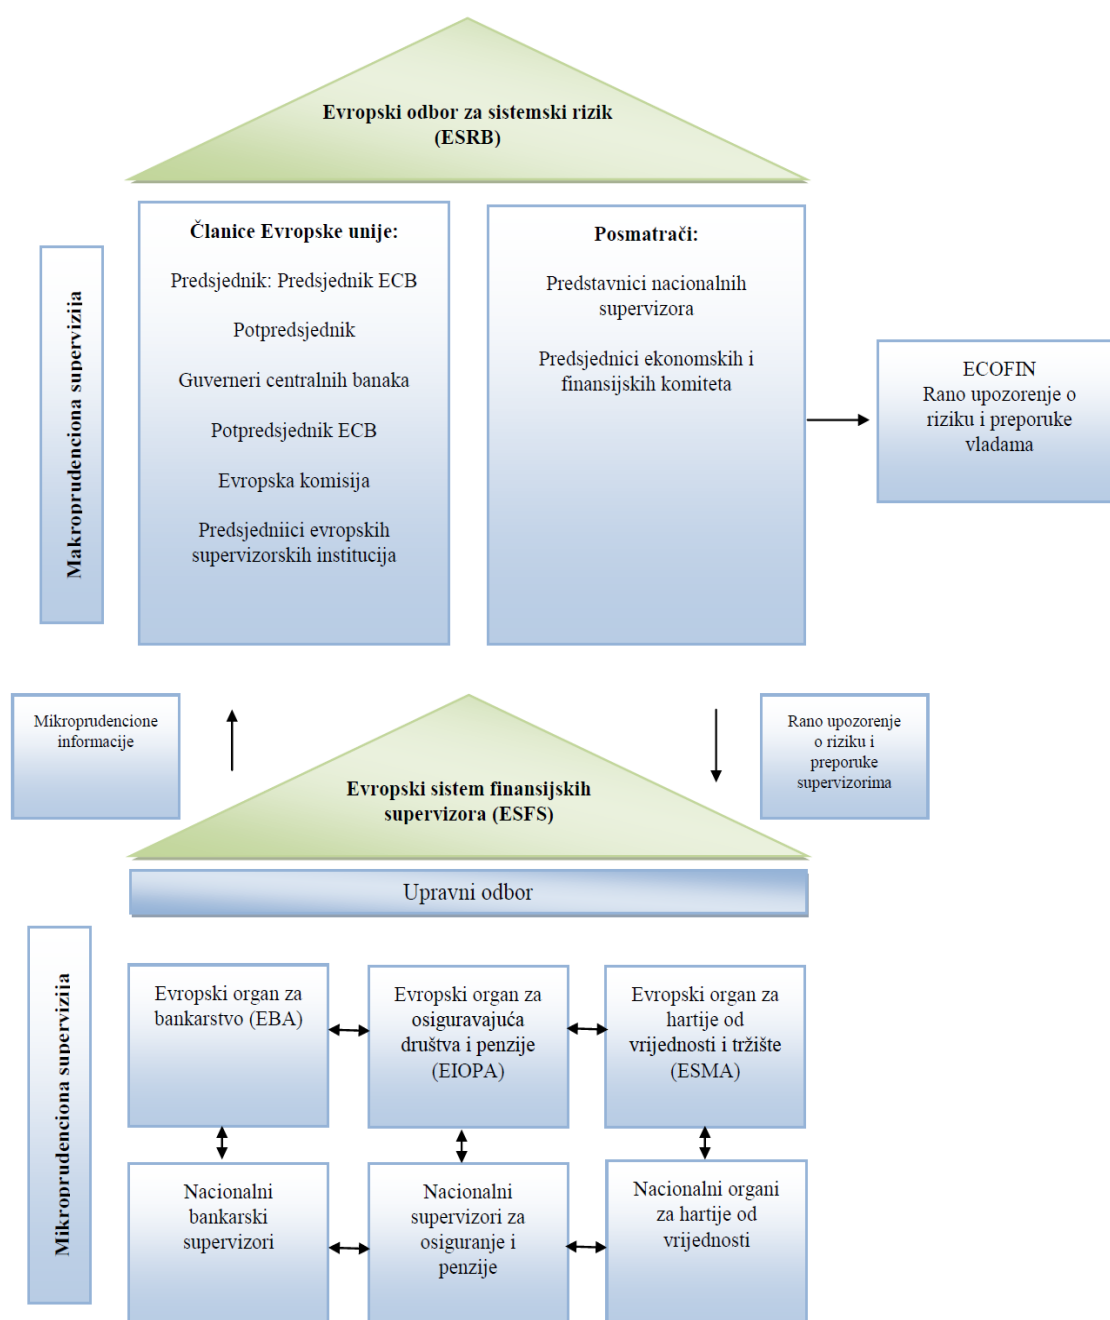 Evropski odbor za sistemski rizik
(ESRB)
Makroprudenciona supervizija
Članice Evropske unije:
Predsjednik: Predsjednik ECB
Potpredsjednik
Guverneri centralnih banaka
Potpredsjednik ECB
Evropska komisija
Predsjedniici evropskih
supervizorskih institucija
Posmatrači:
Predstavnici nacionalnih
supervizora
Predsjednici ekonomskih i
finansijskih komiteta
ECOFIN
Rano upozorenje o
riziku i preporuke
vladama
Mikroprudencione
informacije
Rano upozorenje
o riziku i
preporuke
supervizorima
Evropski sistem finansijskih
supervizora (ESFS)
Upravni odbor
Mikroprudenciona supervizija
Evropski organ za
bankarstvo (EBA)
Evropski organ za
osiguravajuća
društva i penzije
(EIOPA)
Evropski organ za
hartije od
vrijednosti i tržište
(ESMA)
Nacionalni
bankarski
supervizori
Nacionalni
supervizori za
osiguranje i
penzije
Nacionalni organi
za hartije od
vrijednosti